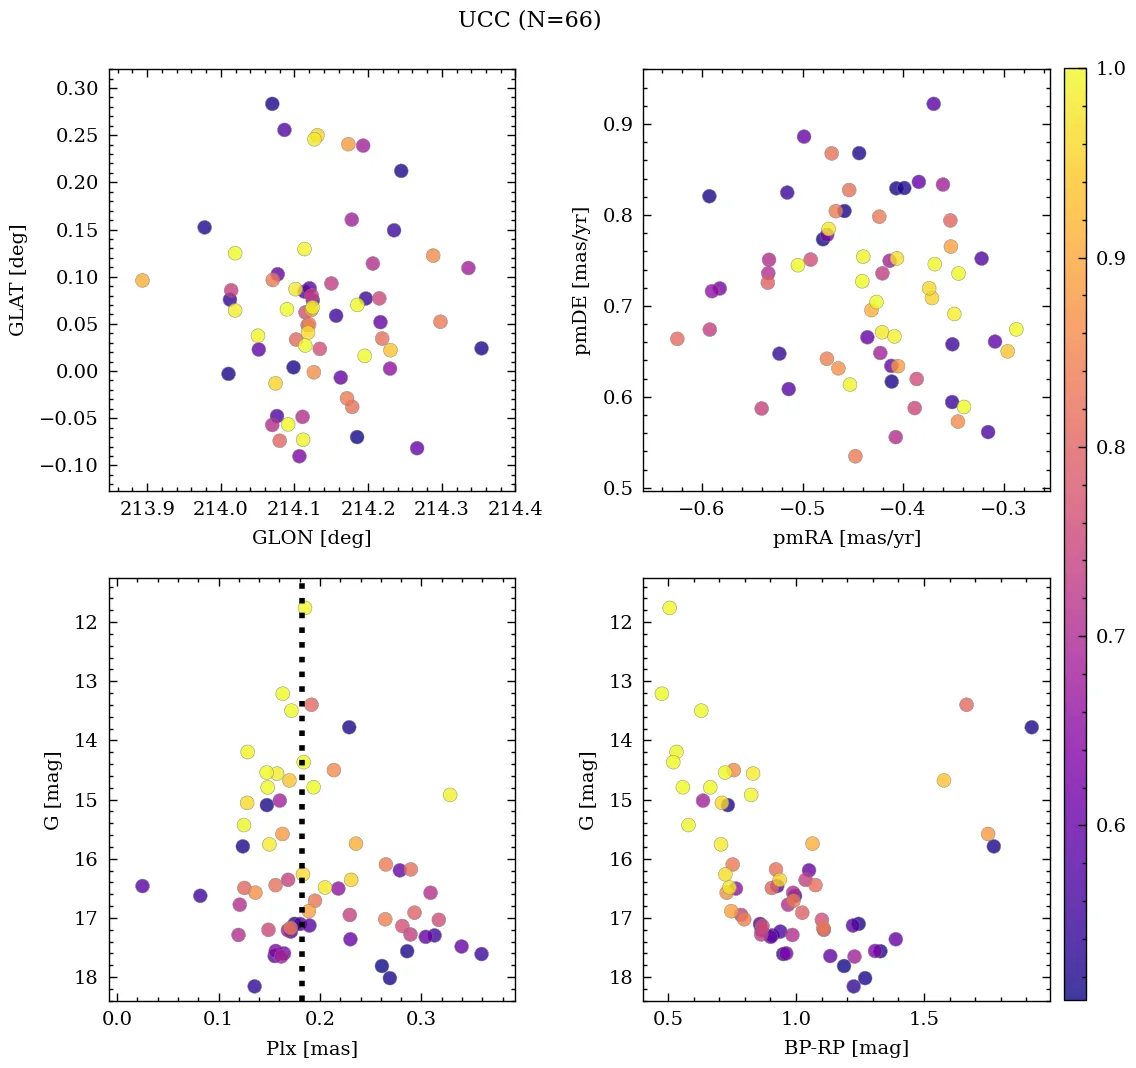 UCC (N=66)
0.30
0.25
0.20
0.15
0.10
0.05
0.00
−0.05
−0.10
GLAT [deg]
213.9 214.0 214.1 214.2 214.3 214.4
GLON [deg]
0.9
0.8
0.7
0.6
0.5
pmDE [mas/yr]
−0.6 −0.5 −0.4 −0.3
pmRA [mas/yr]
12
13
14
15
16
17
18
G [mag]
0.0 0.1 0.2 0.3
Plx [mas]
12
13
14
15
16
17
18
G [mag]
0.5 1.0 1.5
BP-RP [mag]
1.0
0.9
0.8
0.7
0.6